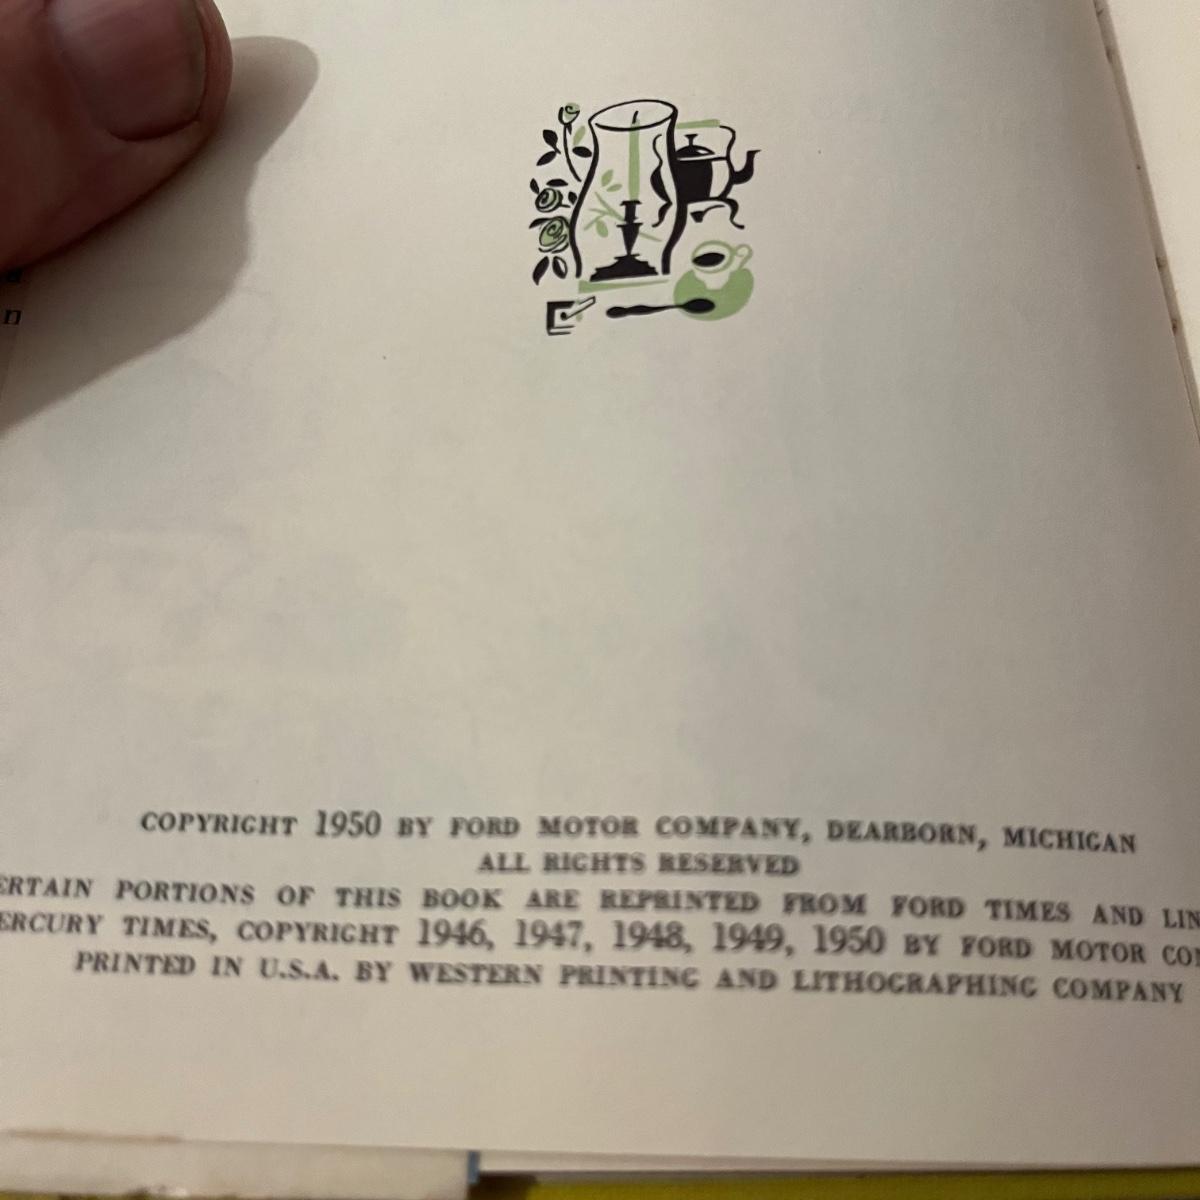 n
COPYRIGHT 1950 BY FORD MOTOR COMPANY, DEARBORN, MICHIGAN
ALL RIGHTS RESERVED
ERTAIN PORTIONS OF THIS BOOK ARE REPRINTED FROM FORD TIMES AND LIN
ERCURY TIMES, COPYRIGHT 1946, 1947, 1948, 1949, 1950 BY FORD MOTOR CO
PRINTED IN U.S.A. BY WESTERN PRINTING AND LITHOGRAPHING COMPANY